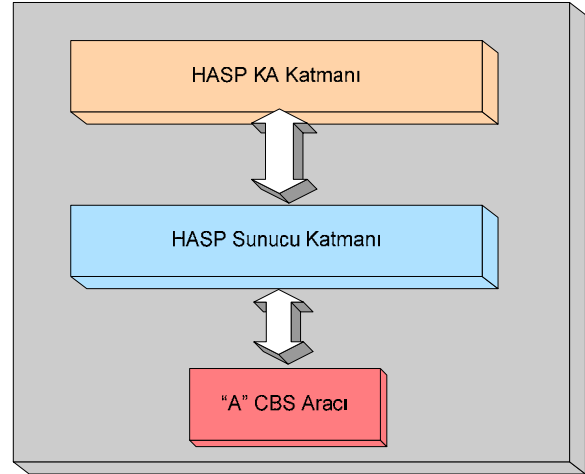 HASP KA Katmanı
HASP Sunucu Katmanı
“A” CBS Aracı